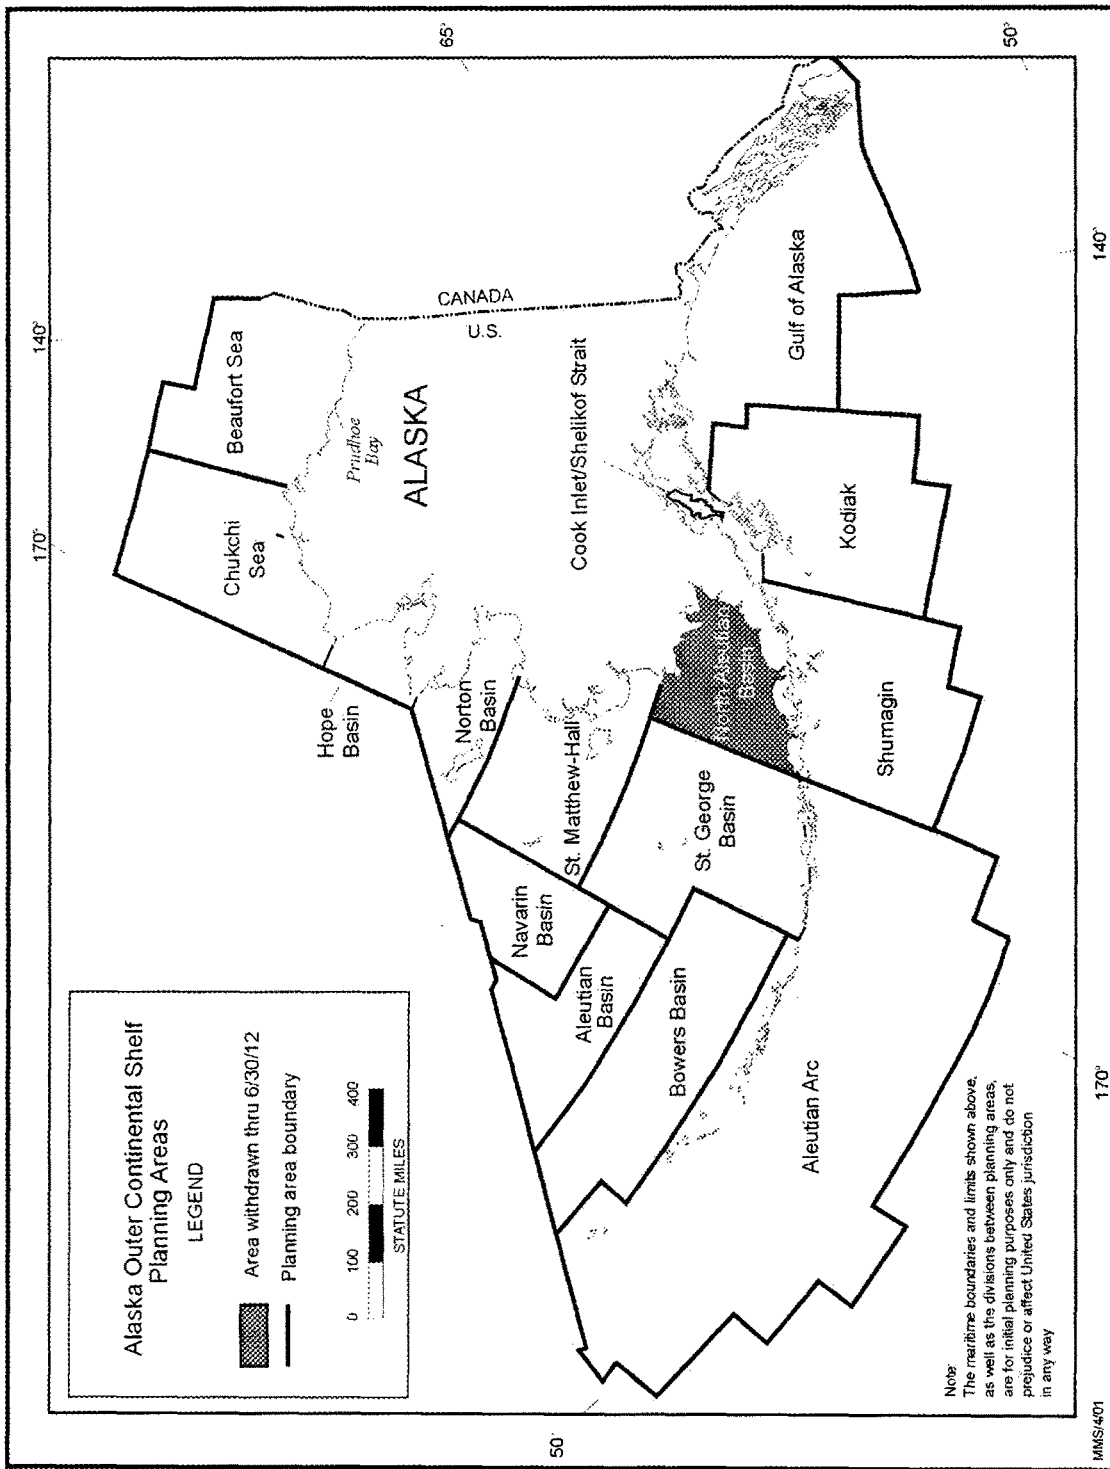 Alaska Outer Continental Shelf
Planning Areas
LEGEND
Area withdrawn thru 6/30/12
Planning area boundary
0 100 200 300 400
STATUTE MILES
170°
140°
65°
50°
50°
170°
140°
Chukchi
Sea
Beaufort Sea
Prudhoe
Bay
Hope
Basin
ALASKA
CANADA
U.S.
Norton
Basin
Navarin
Basin
St. Matthew-Hall
Cook Inlet/Shelikof Strait
Aleutian
Basin
St. George
Basin
North Aleutian
Basin
Bowers Basin
Gulf of Alaska
Kodiak
Shumagin
Aleutian Arc
Note:
The maritime boundaries and limits shown above,
as well as the divisions between planning areas,
are for initial planning purposes only and do not
prejudice or affect United States jurisdiction
in any way
MMS/4/01